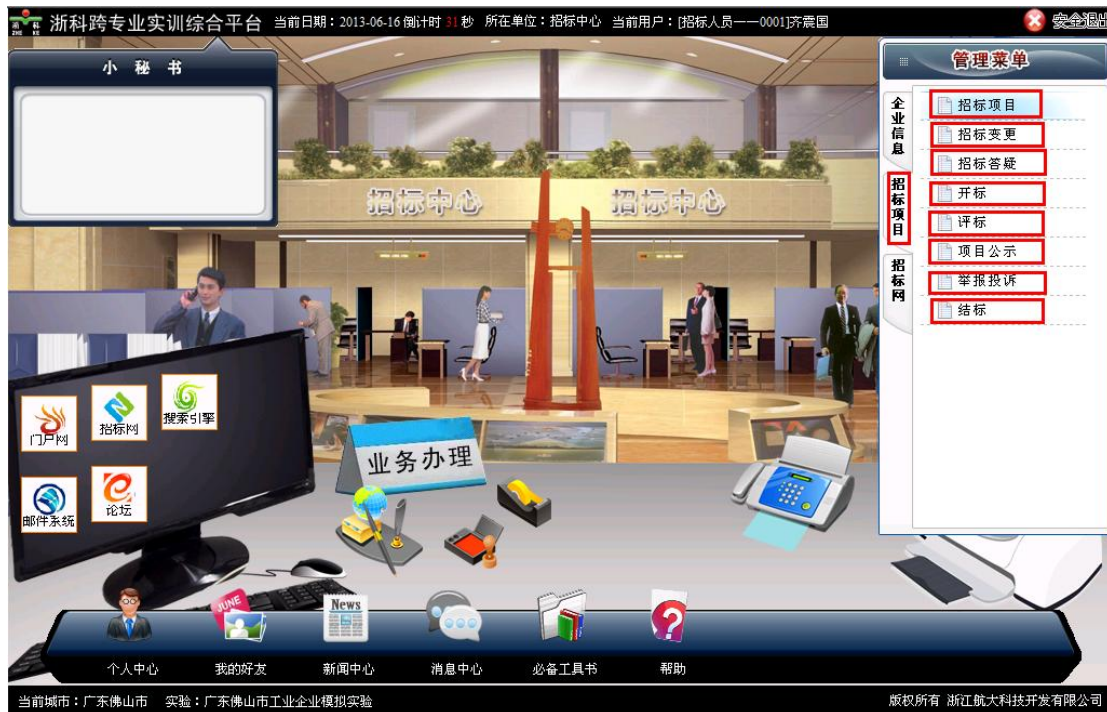 浙科
ZHE KE
浙科跨专业实训综合平台 当前日期：2013-06-16 倒计时 31 秒 所在单位：招标中心 当前用户：[招标人员——0001]齐震国
安全退出
小 秘 书
管理菜单
企业信息
招标项目
招标网
招标项目
招标变更
招标答疑
开标
评标
项目公示
举报投诉
结标
招标中心
招标中心
门户网
招标网
搜索引擎
邮件系统
论坛
业务办理
JUNE
News
个人中心
我的好友
新闻中心
消息中心
必备工具书
帮助
当前城市：广东佛山市 实验：广东佛山市工业企业模拟实验
版权所有 浙江航大科技开发有限公司